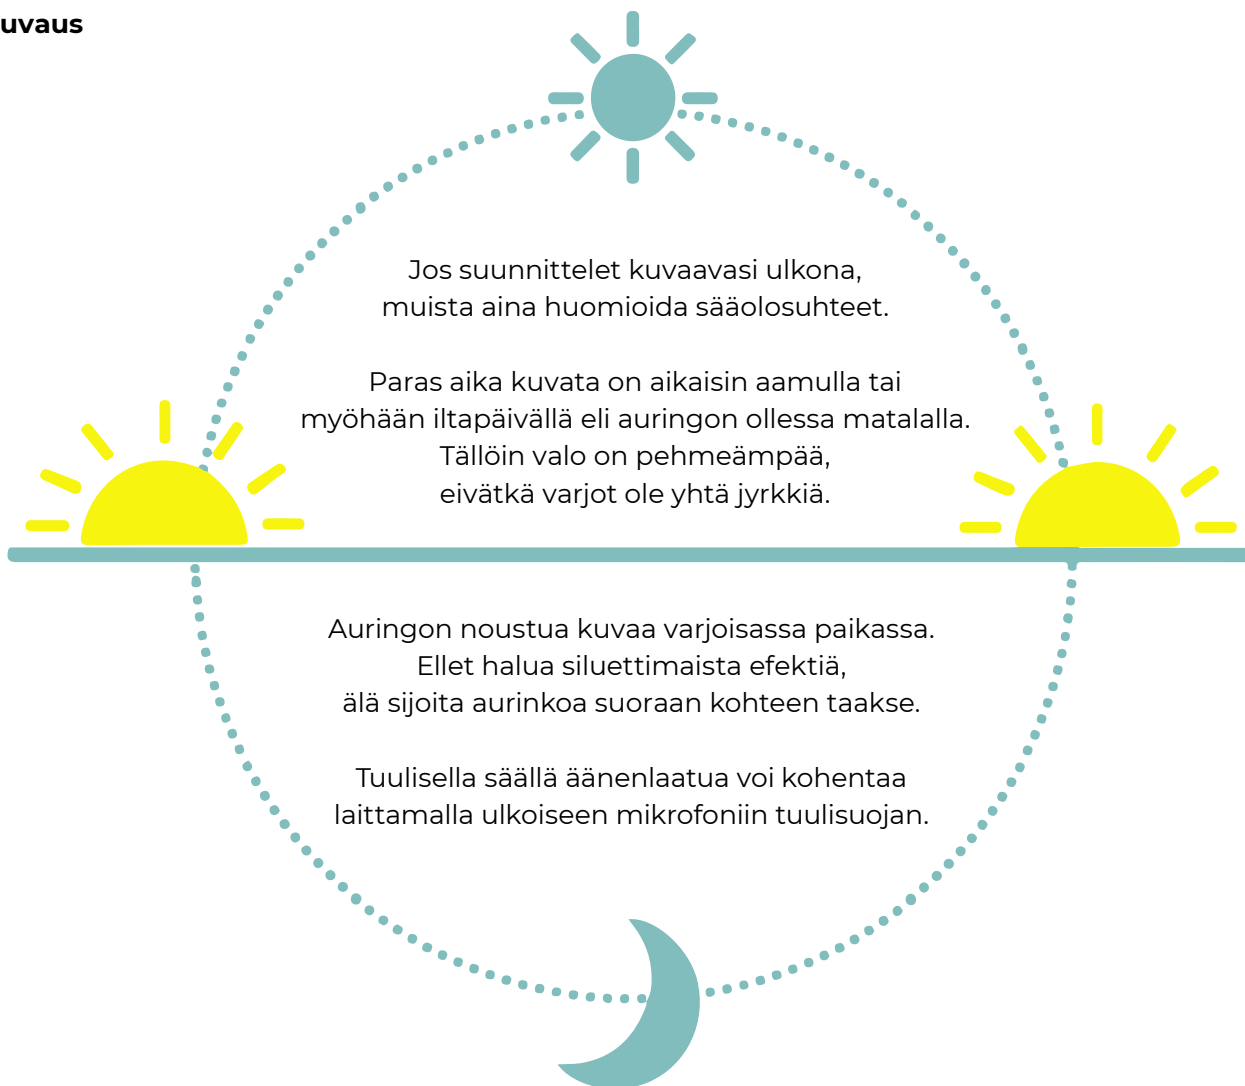 uvaus
Jos suunnittelet kuvaavasi ulkona,
muista aina huomioida sääolosuhteet.
Paras aika kuvata on aikaisin aamulla tai
myöhään iltapäivällä eli auringon ollessa matalalla.
Tällöin valo on pehmeämpää,
eivätkä varjot ole yhtä jyrkkiä.
Auringon noustua kuvaa varjoisassa paikassa.
Ellet halua siluettimaista efektiä,
älä sijoita aurinkoa suoraan kohteen taakse.
Tuulisella säällä äänenlaatua voi kohentaa
laittamalla ulkoiseen mikrofoniin tuulisuojan.